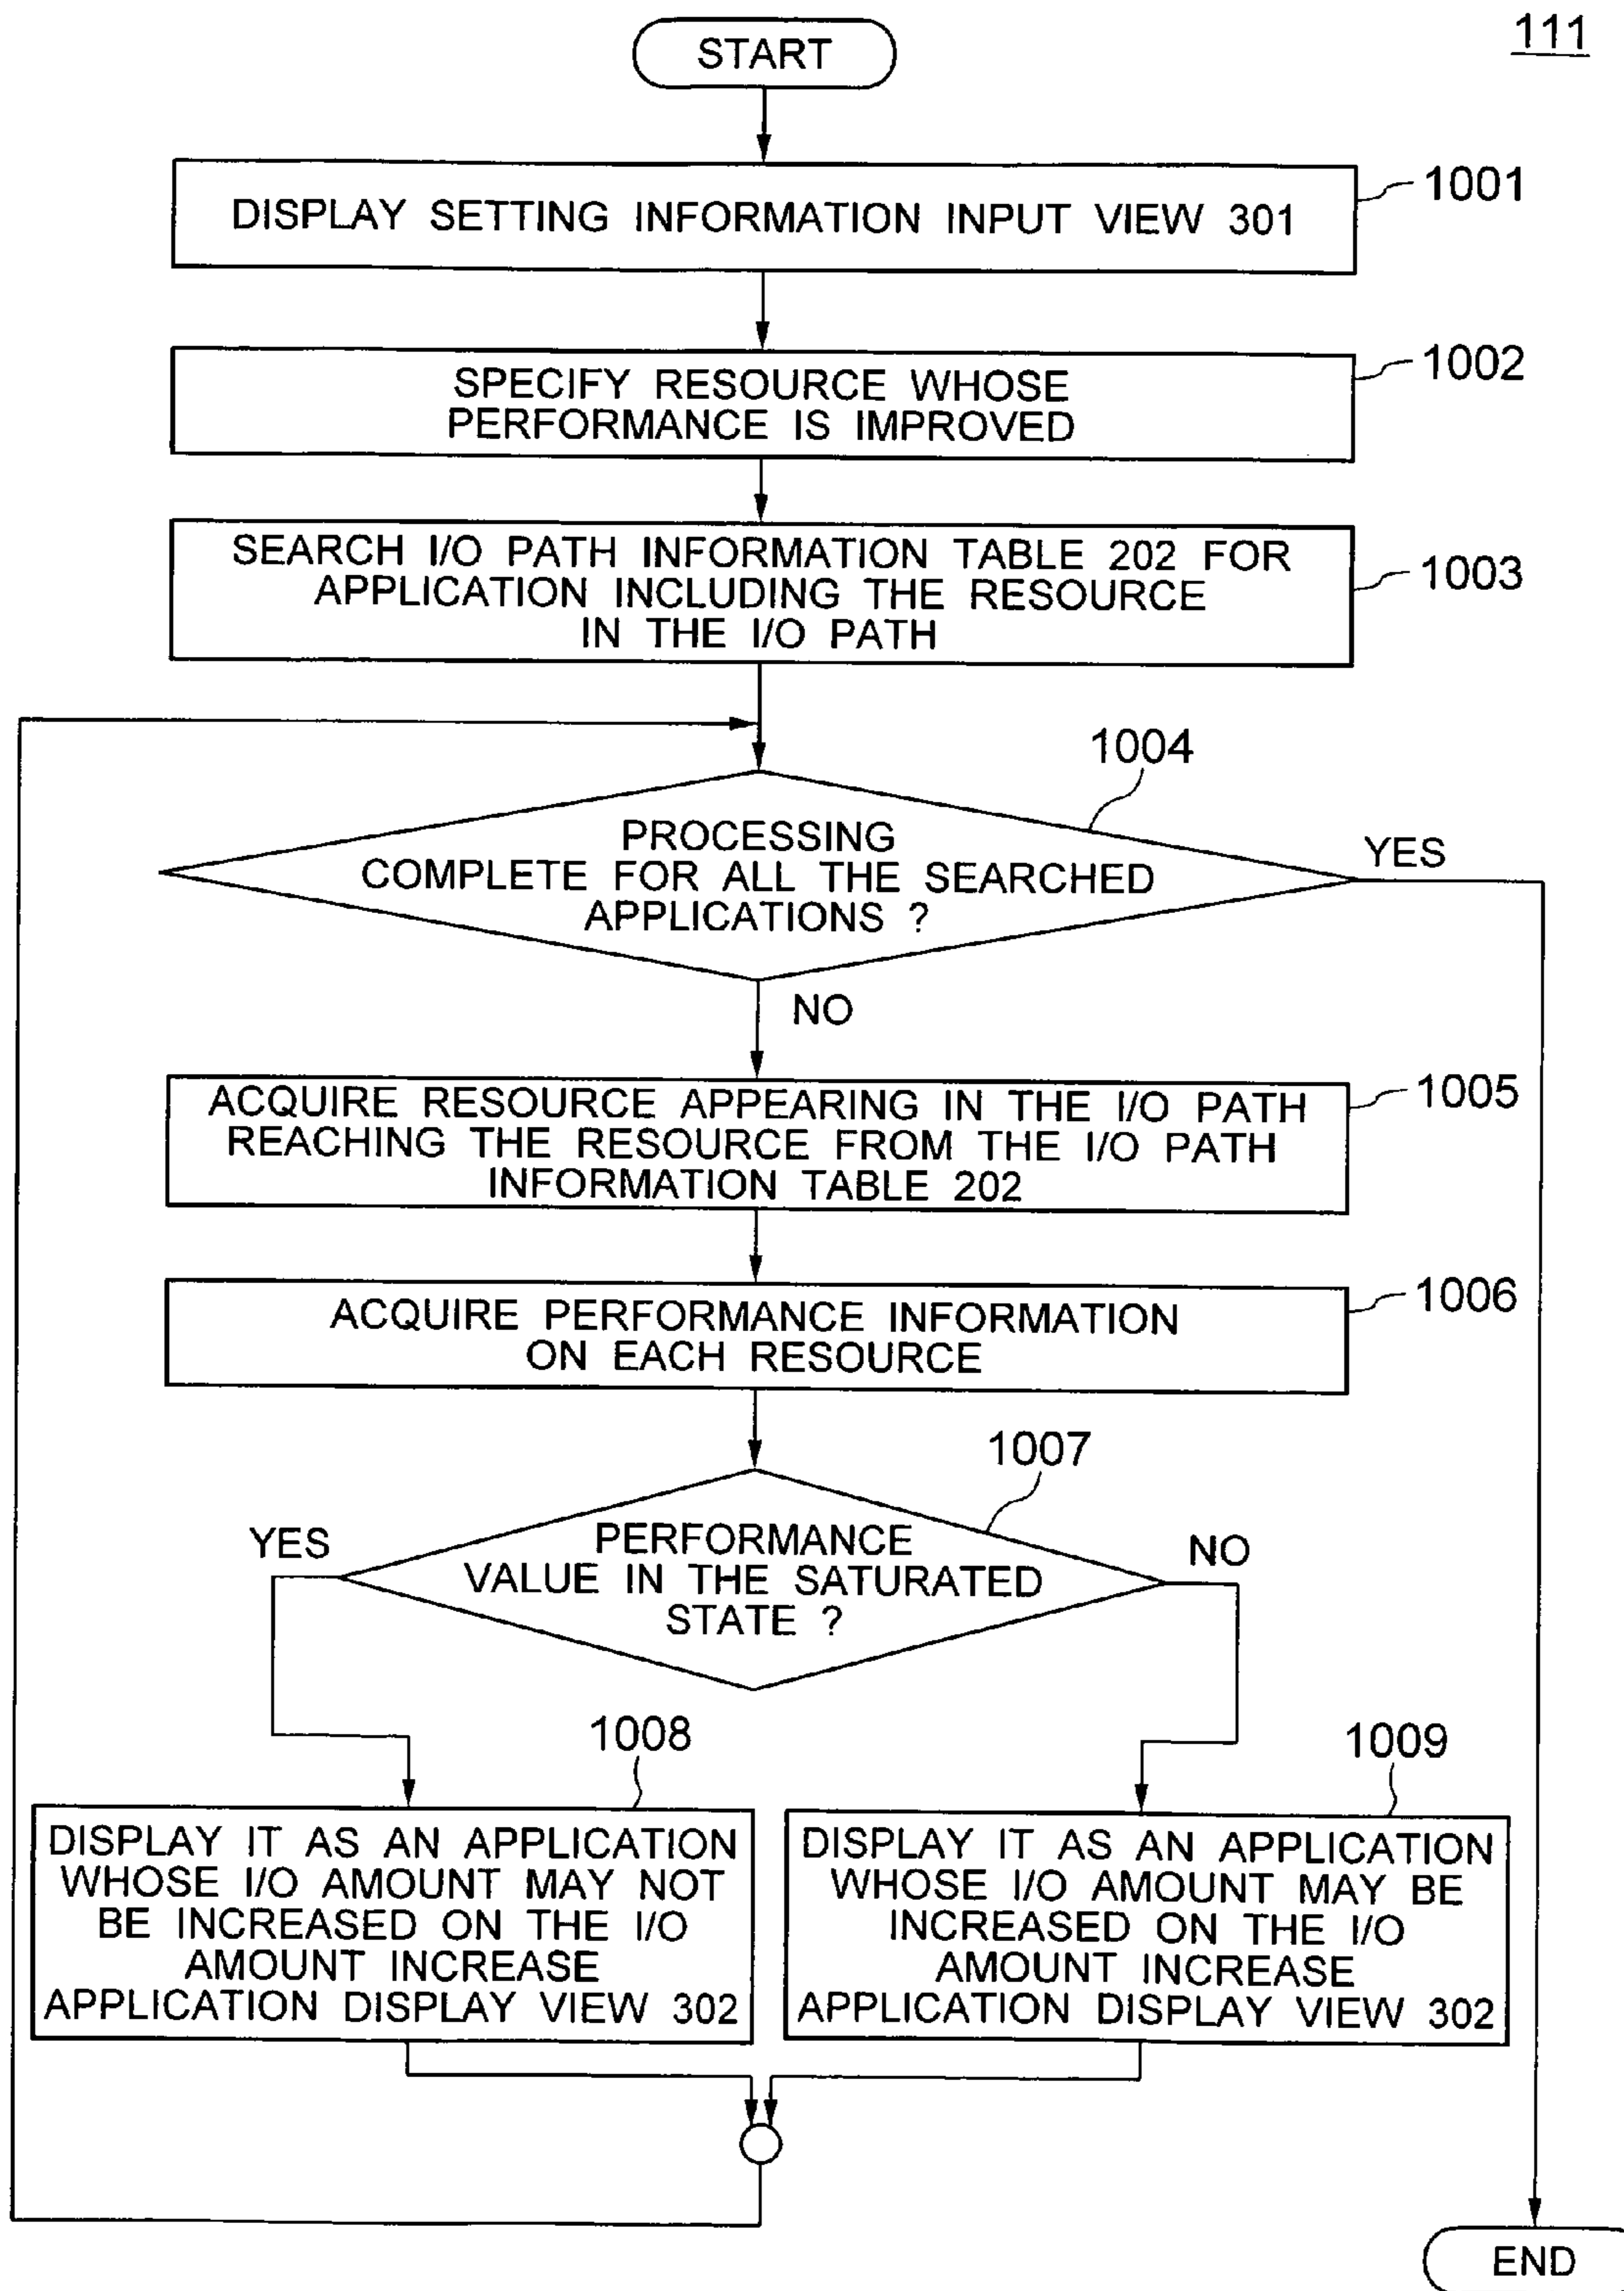 111
START
DISPLAY SETTING INFORMATION INPUT VIEW 301
1001
SPECIFY RESOURCE WHOSE
PERFORMANCE IS IMPROVED
1002
SEARCH I/O PATH INFORMATION TABLE 202 FOR
APPLICATION INCLUDING THE RESOURCE
IN THE I/O PATH
1003
1004
PROCESSING
COMPLETE FOR ALL THE SEARCHED
APPLICATIONS ?
YES
NO
ACQUIRE RESOURCE APPEARING IN THE I/O PATH
REACHING THE RESOURCE FROM THE I/O PATH
INFORMATION TABLE 202
1005
ACQUIRE PERFORMANCE INFORMATION
ON EACH RESOURCE
1006
1007
PERFORMANCE
VALUE IN THE SATURATED
STATE ?
YES
NO
1008
DISPLAY IT AS AN APPLICATION
WHOSE I/O AMOUNT MAY NOT
BE INCREASED ON THE I/O
AMOUNT INCREASE
APPLICATION DISPLAY VIEW 302
1009
DISPLAY IT AS AN APPLICATION
WHOSE I/O AMOUNT MAY BE
INCREASED ON THE I/O
AMOUNT INCREASE
APPLICATION DISPLAY VIEW 302
END